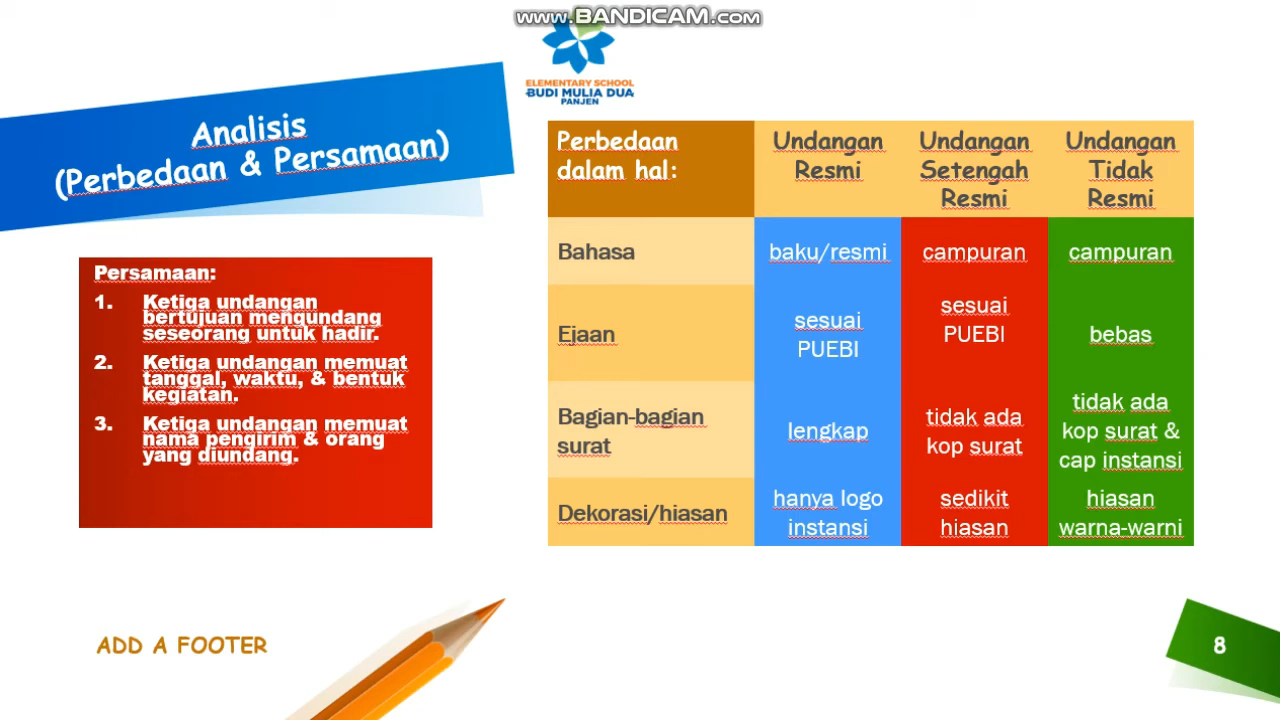 www.BANDICAM.com
ELEMENTARY SCHOOL
BUDI MULIA DUA
PANJEN
Analisis
(Perbedaan & Persamaan)
Persamaan:
1. Ketiga undangan
bertujuan mengundang
seseorang untuk hadir.
2. Ketiga undangan memuat
tanggal, waktu, & bentuk
kegiatan.
3. Ketiga undangan memuat
nama pengirim & orang
yang diundang.
Perbedaan
dalam hal:
Undangan
Resmi
Undangan
Setengah
Resmi
Undangan
Tidak
Resmi
Bahasa
baku/resmi
campuran
campuran
Ejaan
sesuai
PUEBI
sesuai
PUEBI
bebas
Bagian-bagian
surat
lengkap
tidak ada
kop surat
tidak ada
kop surat &
cap instansi
Dekorasi/hiasan
hanya logo
instansi
sedikit
hiasan
hiasan
warna-warni
ADD A FOOTER
8